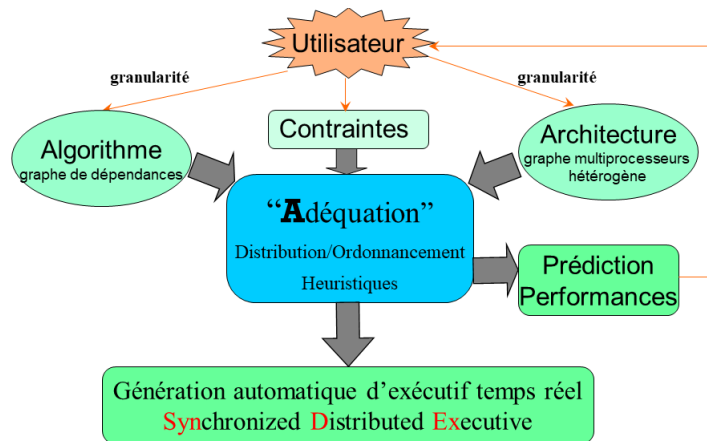 Utilisateur
granularité
granularité
Algorithme
graphe de dépendances
Contraintes
Architecture
graphe multiprocesseurs
hétérogène
“Adéquation”
Distribution/Ordonnancement
Heuristiques
Prédiction
Performances
Génération automatique d’exécutif temps réel
Synchronized Distributed Executive